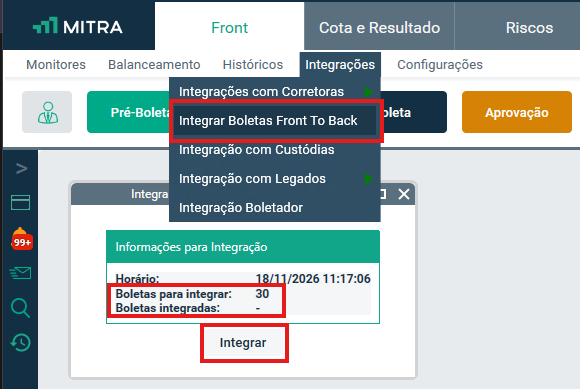 MITRA
Front
Cota e Resultado
Riscos
Monitores
Balanceamento
Históricos
Integrações
Configurações
Pré-Boleta
oleta
Aprovação
Integrações com Corretoras
Integrar Boletas Front To Back
Integração com Custódias
Integração com Legados
Integração Boletador
99+
Integra
Informações para Integração
Horário: 18/11/2026 11:17:06
Boletas para integrar: 30
Boletas integradas: -
Integrar